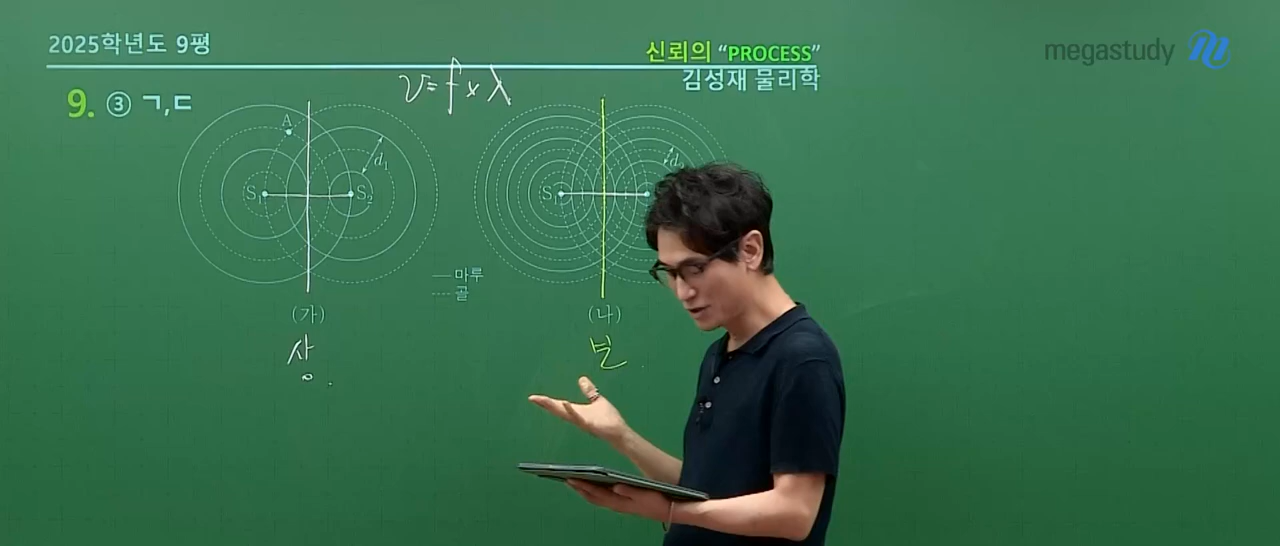 2025학년도 9평
신뢰의 “PROCESS”
김성재 물리학
megastudy
v = f × λ
9. ③ ㄱ,ㄷ
A
d₁
S₁
S₂
S₁
마루
골
(가)
(나)
상
보